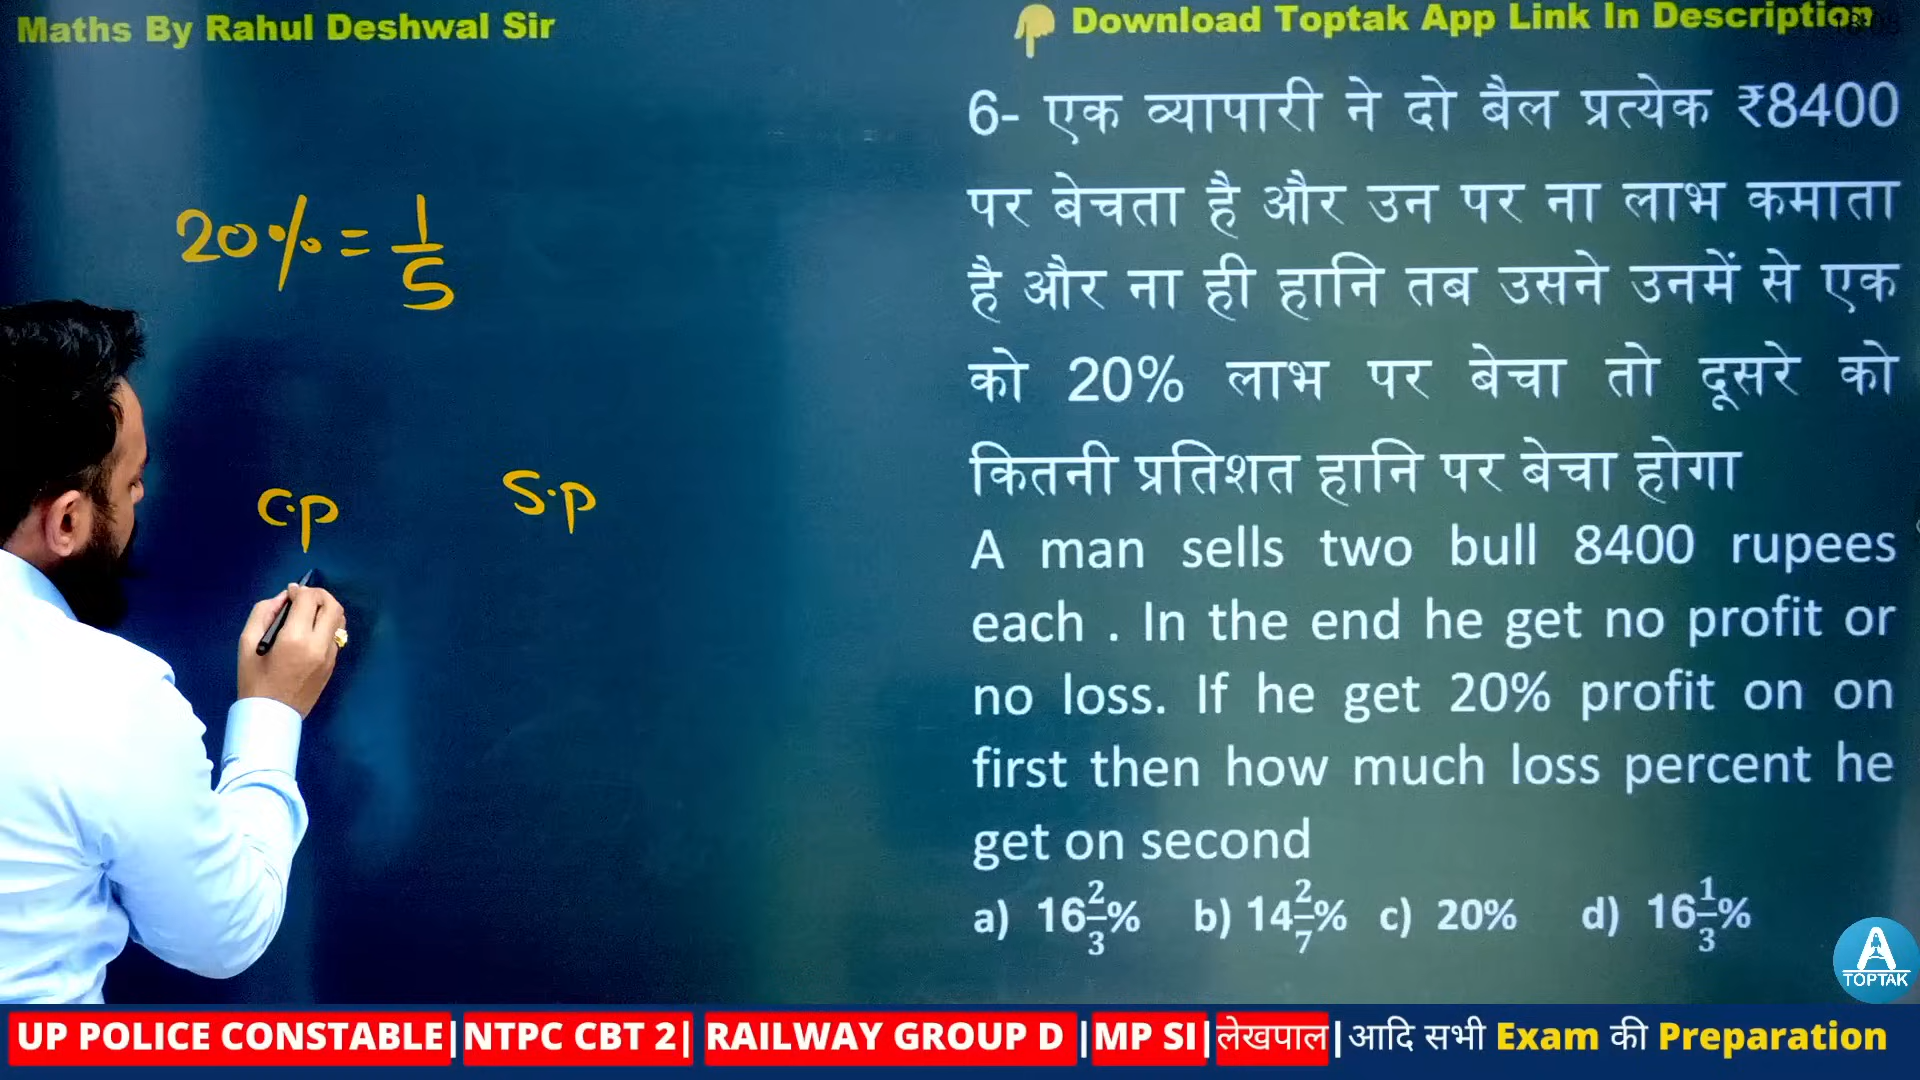 Maths By Rahul Deshwal Sir
Download Toptak App Link In Description
20% = 1/5
C.P S.P
6- एक व्यापारी ने दो बैल प्रत्येक ₹8400
पर बेचता है और उन पर ना लाभ कमाता
है और ना ही हानि तब उसने उनमें से एक
को 20% लाभ पर बेचा तो दूसरे को
कितनी प्रतिशत हानि पर बेचा होगा
A man sells two bull 8400 rupees
each . In the end he get no profit or
no loss. If he get 20% profit on on
first then how much loss percent he
get on second
a) 16 2/3% b) 14 2/7% c) 20% d) 16 1/3%
TOPTAK
UP POLICE CONSTABLE|NTPC CBT 2| RAILWAY GROUP D |MP SI|लेखपाल|आदि सभी Exam की Preparation